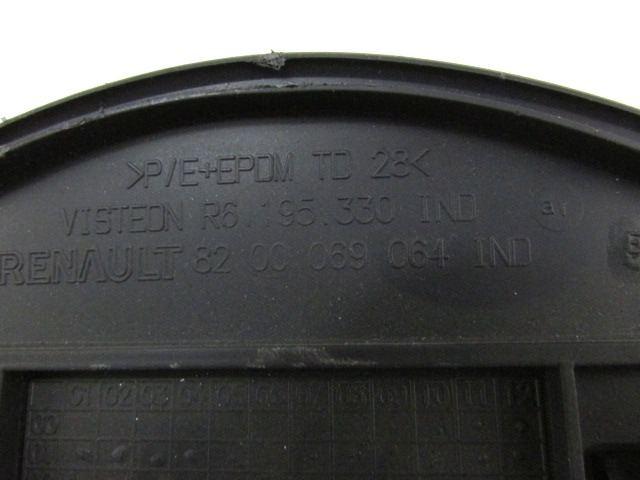 >P/E+EPDM TD 28<
VISTEON R6.195.330 IND
RENAULT 82 00 069 064 IND
01 02 03 04 05 06 07 08 09 10 11 12
00